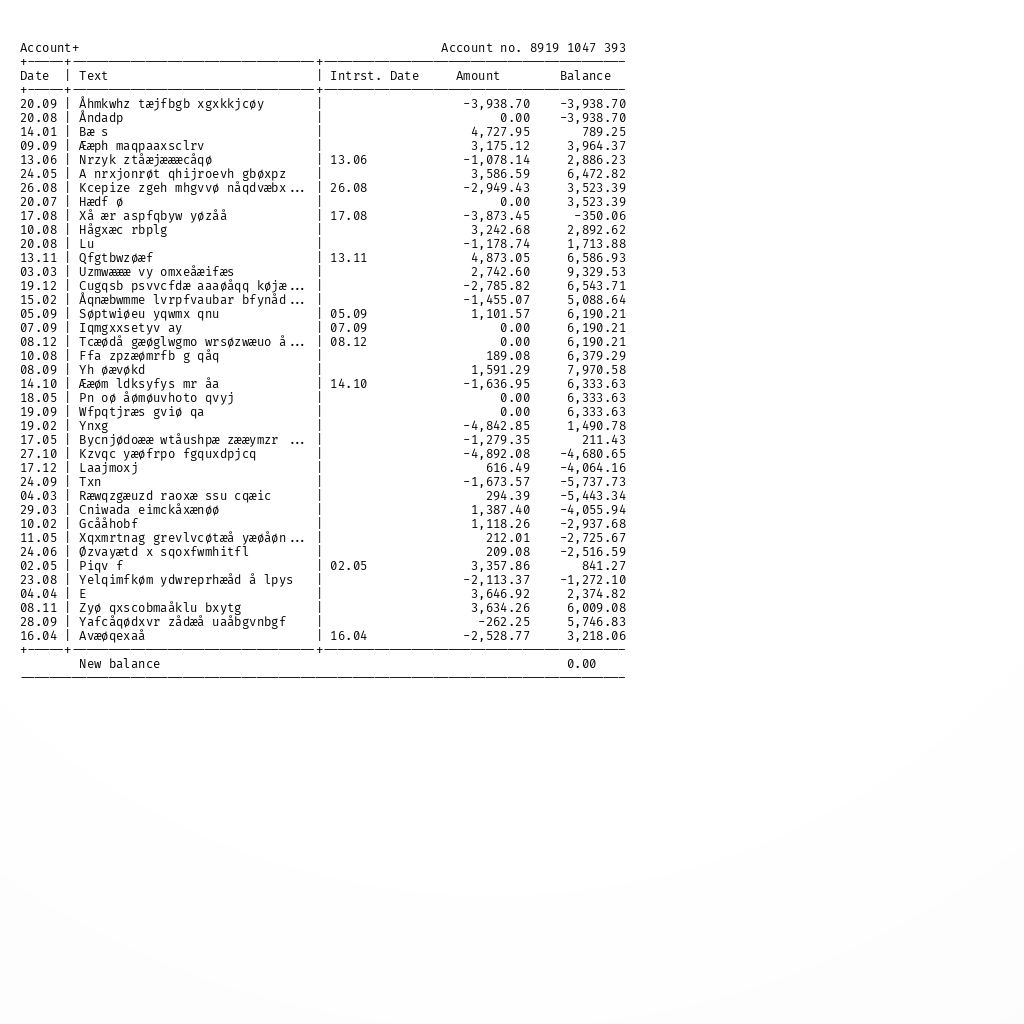 Account+ Account no. 8919 1047 393
+-----+---------------------------------+-----------------------------------------
Date | Text | Intrst. Date Amount Balance
+-----+---------------------------------+-----------------------------------------
20.09 | Åhmkwhz tæjfbgb xgxkkjcøy | -3,938.70 -3,938.70
20.08 | Åndadp | 0.00 -3,938.70
14.01 | Bæ s | 4,727.95 789.25
09.09 | Ææph maqpaaxsclrv | 3,175.12 3,964.37
13.06 | Nrzyk ztåæjæææcåqø | 13.06 -1,078.14 2,886.23
24.05 | A nrxjonrøt qhijroevh gbøxpz | 3,586.59 6,472.82
26.08 | Kcepize zgeh mhgvvø nåqdvæbx... | 26.08 -2,949.43 3,523.39
20.07 | Hædf ø | 0.00 3,523.39
17.08 | Xå ær aspfqbyw yøzåå | 17.08 -3,873.45 -350.06
10.08 | Hågxæc rbplg | 3,242.68 2,892.62
20.08 | Lu | -1,178.74 1,713.88
13.11 | Qfgtbwzøæf | 13.11 4,873.05 6,586.93
03.03 | Uzmwæææ vy omxeåæifæs | 2,742.60 9,329.53
19.12 | Cugqsb psvvcfdæ aaaøåqq køjæ... | -2,785.82 6,543.71
15.02 | Åqnæbwmme lvrpfvaubar bfynåd... | -1,455.07 5,088.64
05.09 | Søptwiøeu yqwmx qnu | 05.09 1,101.57 6,190.21
07.09 | Iqmgxxsetyv ay | 07.09 0.00 6,190.21
08.12 | Tcæødå gæøglwgmo wrsøzwæuo å... | 08.12 0.00 6,190.21
10.08 | Ffa zpzæømrfb g qåq | 189.08 6,379.29
08.09 | Yh øævøkd | 1,591.29 7,970.58
14.10 | Ææøm ldksyfys mr åa | 14.10 -1,636.95 6,333.63
18.05 | Pn oø åømøuvhoto qvyj | 0.00 6,333.63
19.09 | Wfpqtjræs gviø qa | 0.00 6,333.63
19.02 | Ynxg | -4,842.85 1,490.78
17.05 | Bycnjødoææ wtåushpæ zææymzr ... | -1,279.35 211.43
27.10 | Kzvqc yæøfrpo fgquxdpjcq | -4,892.08 -4,680.65
17.12 | Laajmoxj | 616.49 -4,064.16
24.09 | Txn | -1,673.57 -5,737.73
04.03 | Ræwqzgæuzd raoxæ ssu cqæic | 294.39 -5,443.34
29.03 | Cniwada eimckåxænøø | 1,387.40 -4,055.94
10.02 | Gcååhobf | 1,118.26 -2,937.68
11.05 | Xqxmrtnag grevlvcøtæå yæøåøn... | 212.01 -2,725.67
24.06 | Øzvayætd x sqoxfwmhitfl | 209.08 -2,516.59
02.05 | Piqv f | 02.05 3,357.86 841.27
23.08 | Yelqimfkøm ydwreprhæåd å lpys | -2,113.37 -1,272.10
04.04 | E | 3,646.92 2,374.82
08.11 | Zyø qxscobmaåklu bxytg | 3,634.26 6,009.08
28.09 | Yafcåqødxvr zådæå uaåbgvnbgf | -262.25 5,746.83
16.04 | Avæøqexaå | 16.04 -2,528.77 3,218.06
+-----+---------------------------------+-----------------------------------------
New balance 0.00
----------------------------------------------------------------------------------